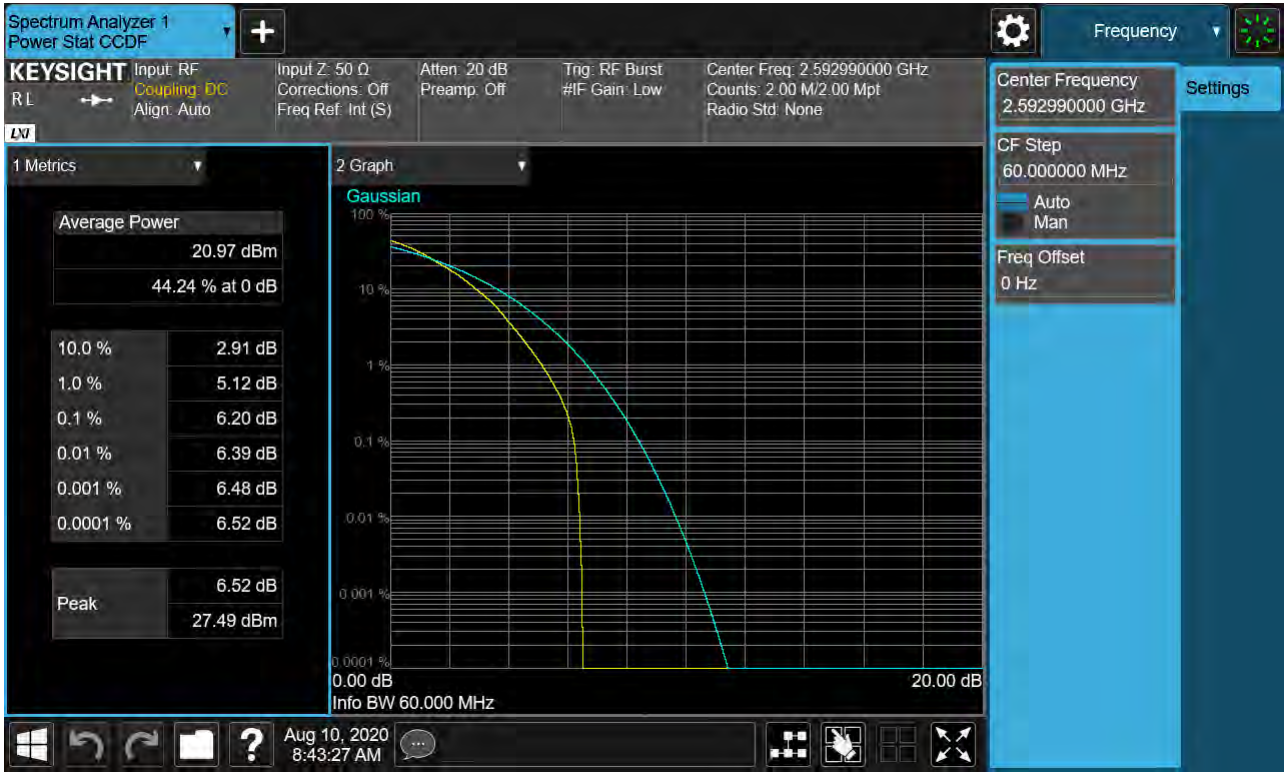 Spectrum Analyzer 1
Power Stat CCDF
Frequency
KEYSIGHT
R L
LXI
Input: RF
Coupling: DC
Align: Auto
Input Z: 50 Ω
Corrections: Off
Freq Ref: Int (S)
Atten: 20 dB
Preamp: Off
Trig: RF Burst
#IF Gain: Low
Center Freq: 2.592990000 GHz
Counts: 2.00 M/2.00 Mpt
Radio Std: None
Center Frequency
2.592990000 GHz
Settings
CF Step
60.000000 MHz
Auto
Man
Freq Offset
0 Hz
1 Metrics
Average Power
20.97 dBm
44.24 % at 0 dB
10.0 % 2.91 dB
1.0 % 5.12 dB
0.1 % 6.20 dB
0.01 % 6.39 dB
0.001 % 6.48 dB
0.0001 % 6.52 dB
Peak
6.52 dB
27.49 dBm
2 Graph
Gaussian
100 %
10 %
1 %
0.1 %
0.01 %
0.001 %
0.0001 %
0.00 dB 20.00 dB
Info BW 60.000 MHz
Aug 10, 2020
8:43:27 AM